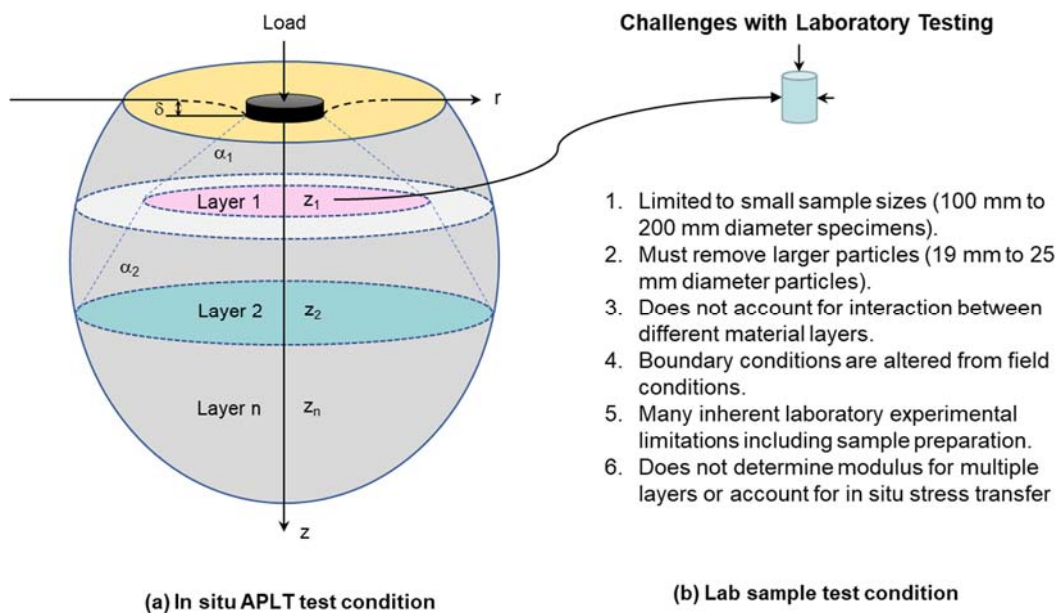 Load
r
δ
α1
Layer 1
z1
α2
Layer 2
z2
Layer n
zn
z
(a) In situ APLT test condition
Challenges with Laboratory Testing
1. Limited to small sample sizes (100 mm to
200 mm diameter specimens).
2. Must remove larger particles (19 mm to 25
mm diameter particles).
3. Does not account for interaction between
different material layers.
4. Boundary conditions are altered from field
conditions.
5. Many inherent laboratory experimental
limitations including sample preparation.
6. Does not determine modulus for multiple
layers or account for in situ stress transfer
(b) Lab sample test condition